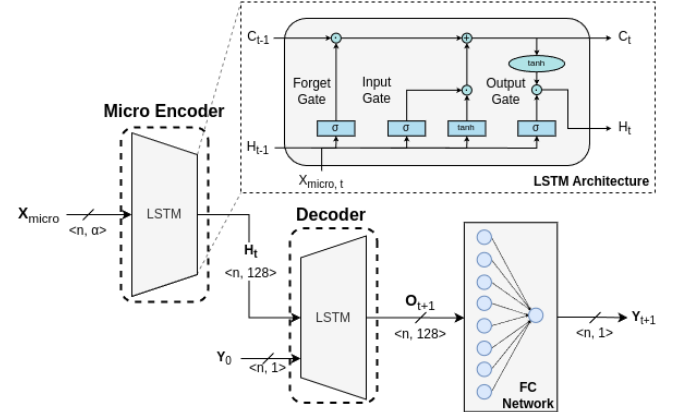 C_{t-1}
C_t
tanh
Forget
Gate
Input
Gate
Output
Gate
σ
σ
tanh
σ
H_t
H_{t-1}
X_{micro, t}
LSTM Architecture
Micro Encoder
LSTM
X_{micro}
<n, α>
H_t
<n, 128>
Decoder
LSTM
Y_0
<n, 1>
O_{t+1}
<n, 128>
FC
Network
<n, 1>
Y_{t+1}